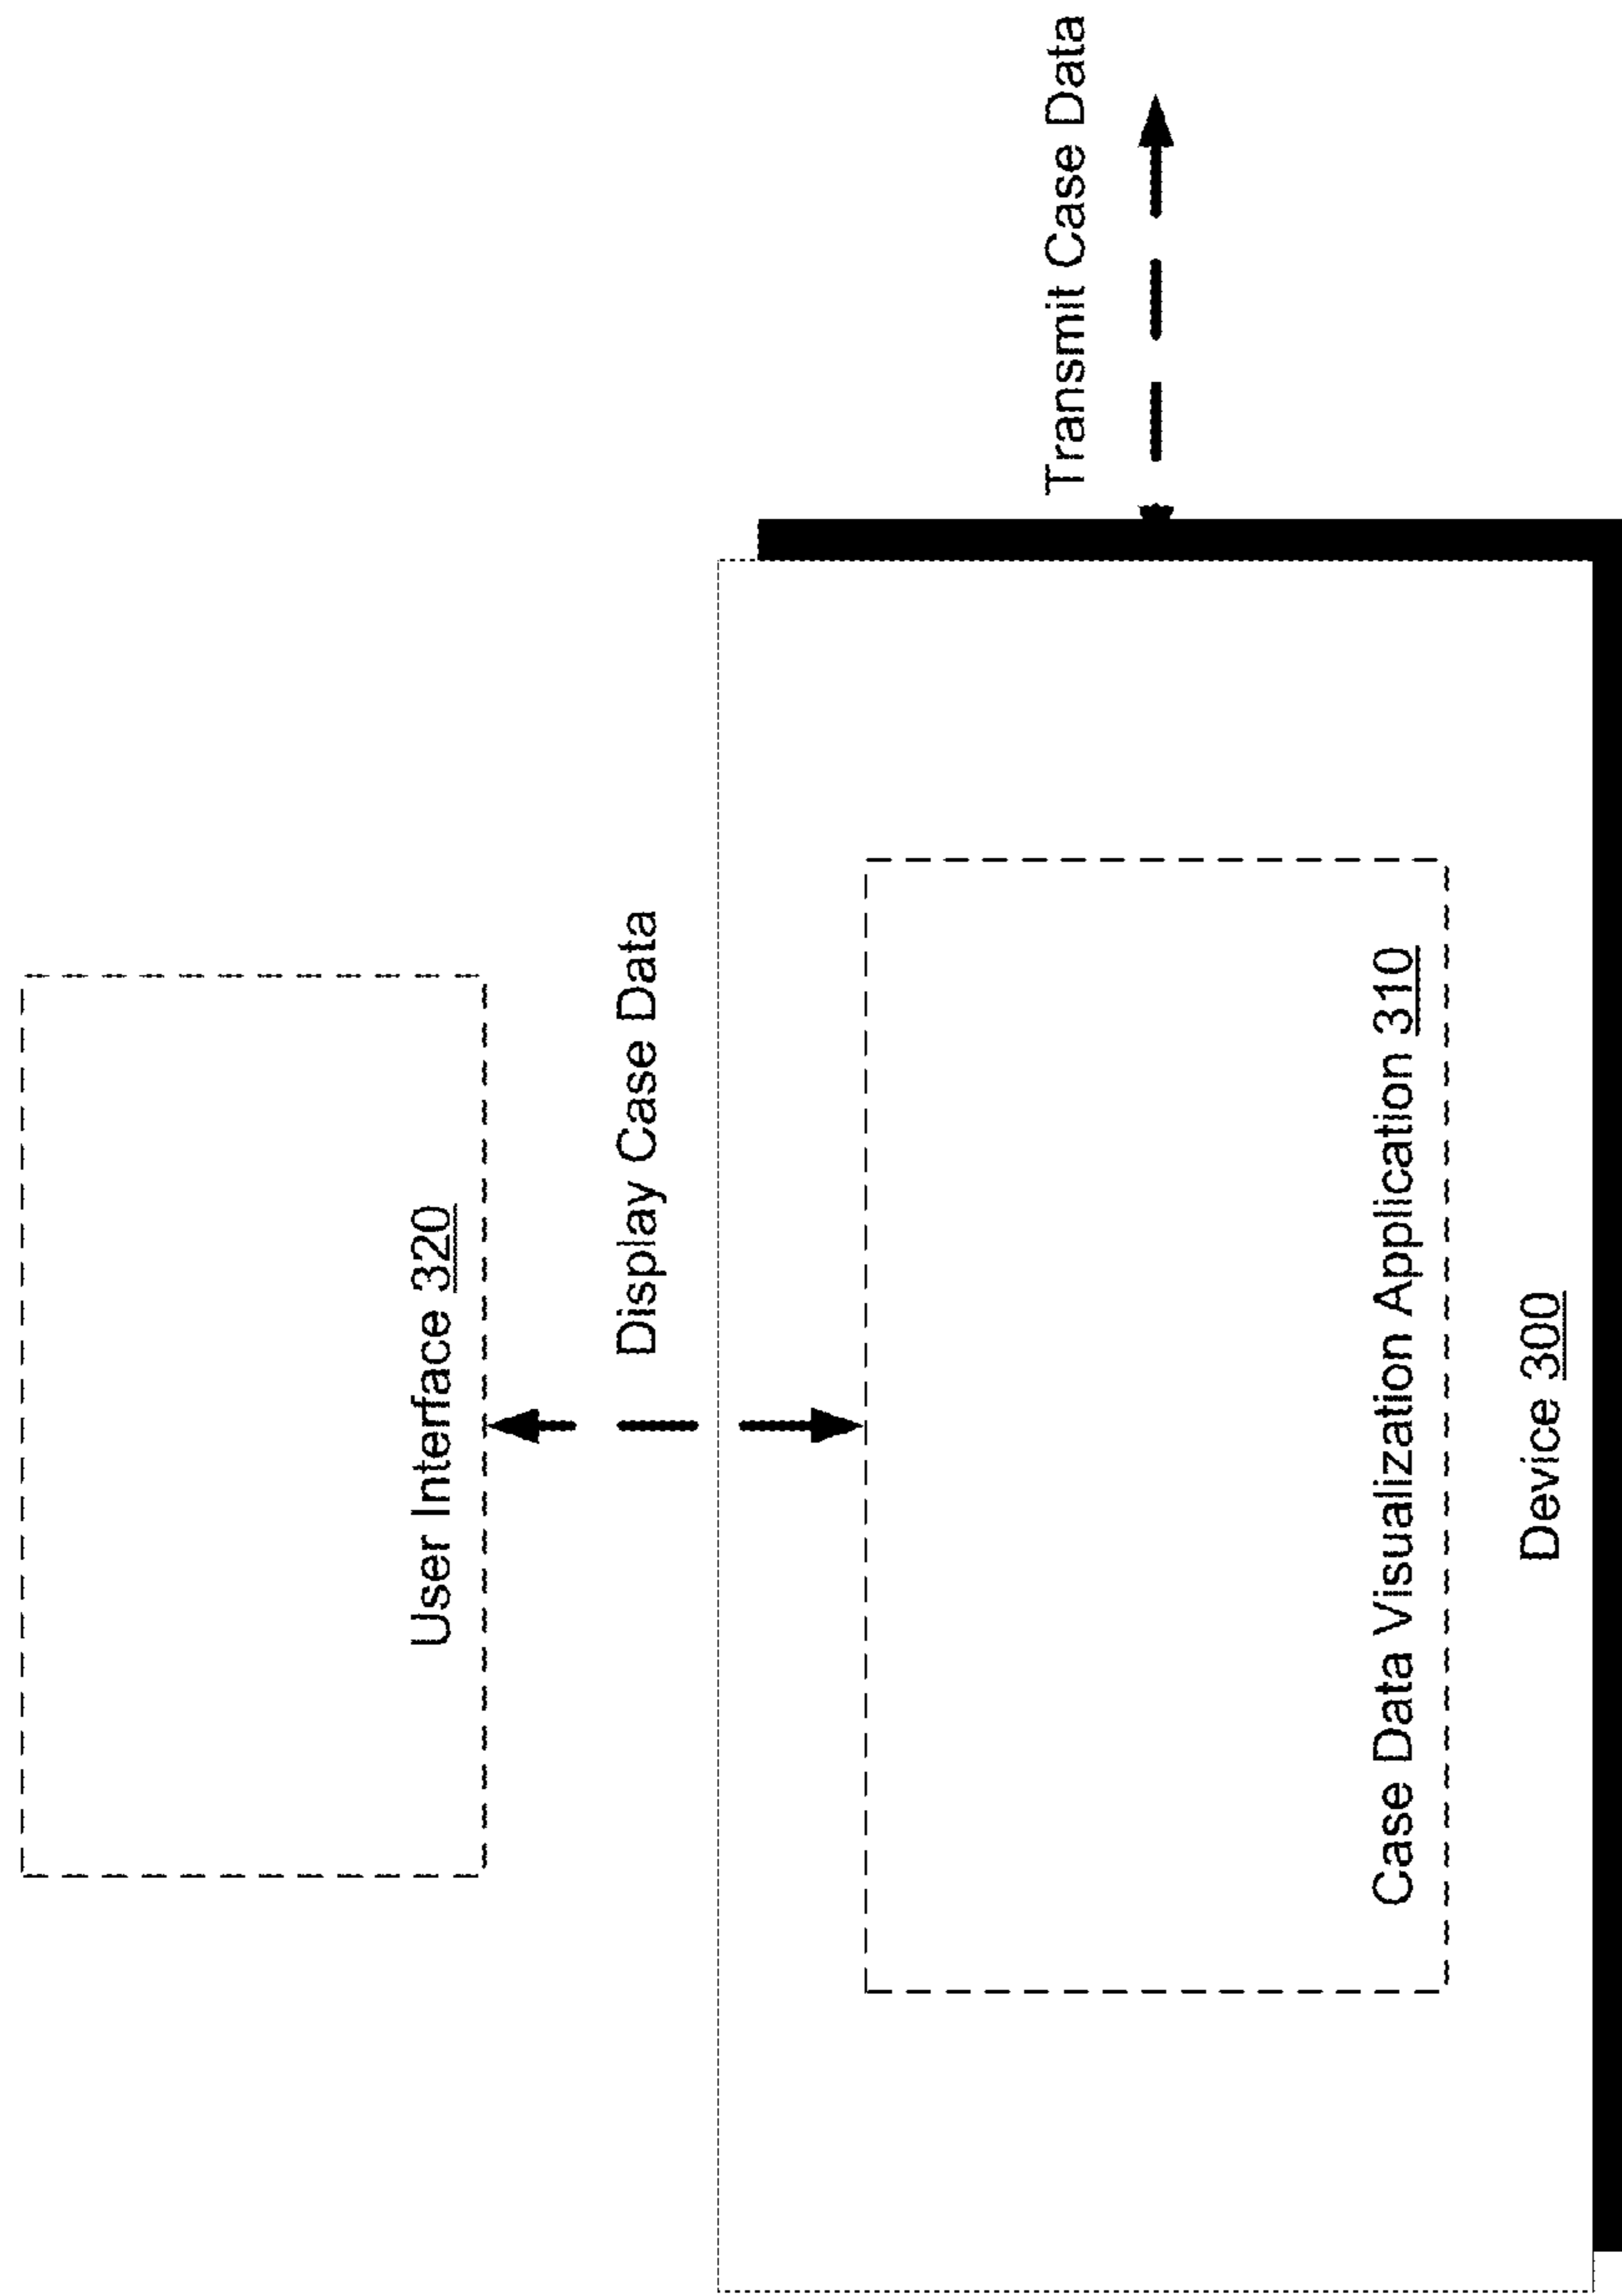 User Interface 320
Display Case Data
Transmit Case Data
Case Data Visualization Application 310
Device 300